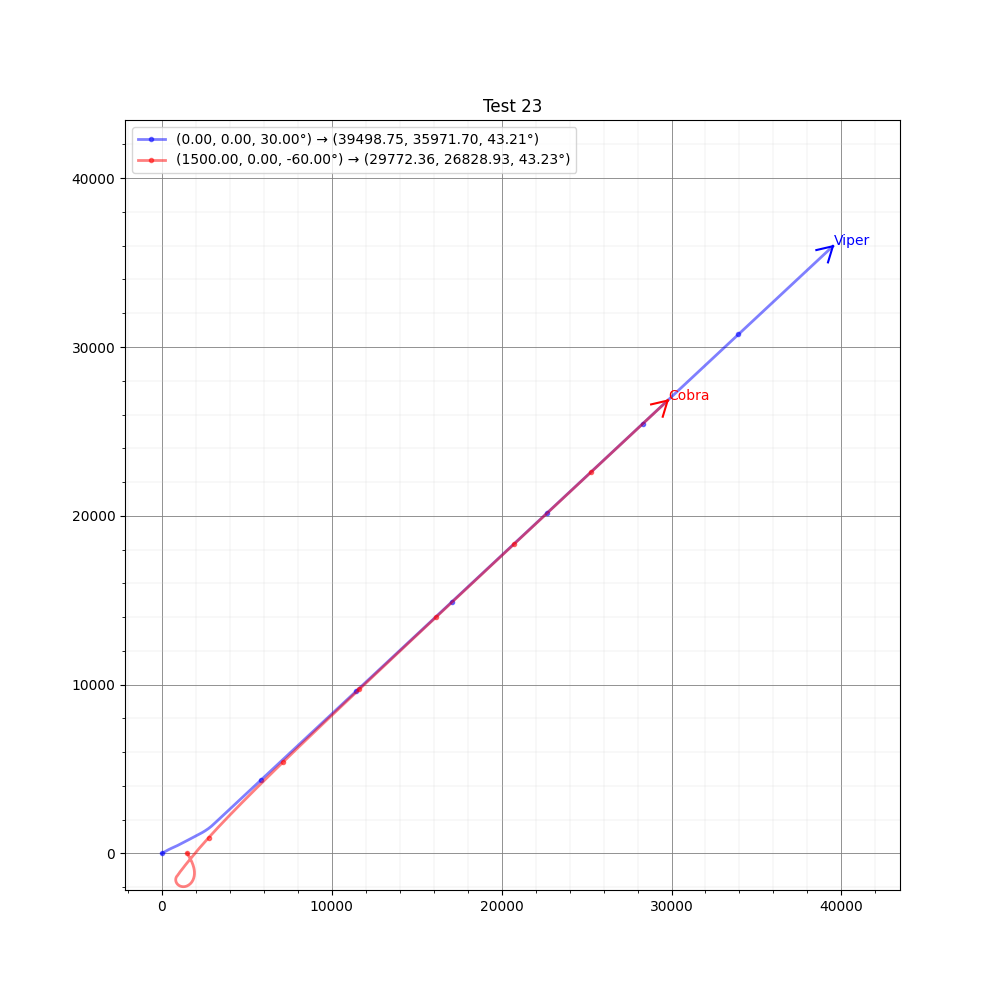 Test 23
(0.00, 0.00, 30.00°) → (39498.75, 35971.70, 43.21°)
(1500.00, 0.00, -60.00°) → (29772.36, 26828.93, 43.23°)
40000
Viper
30000
Cobra
20000
10000
0
0 10000 20000 30000 40000